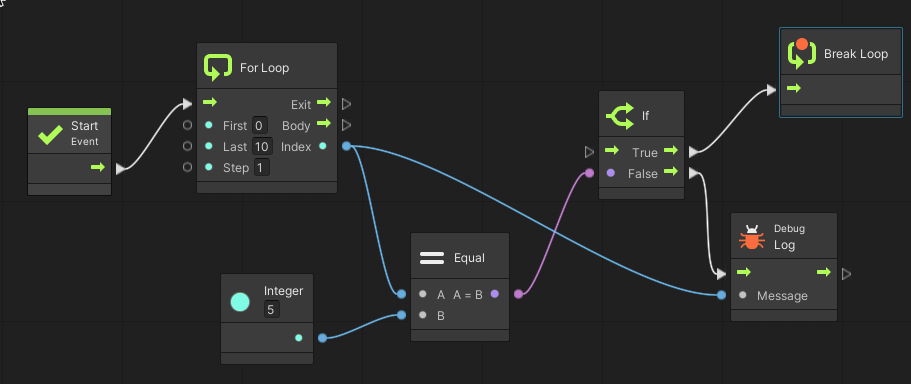 Start
Event
For Loop
Exit
First 0 Body
Last 10 Index
Step 1
Integer
5
Equal
A A = B
B
If
True
False
Break Loop
Debug
Log
Message